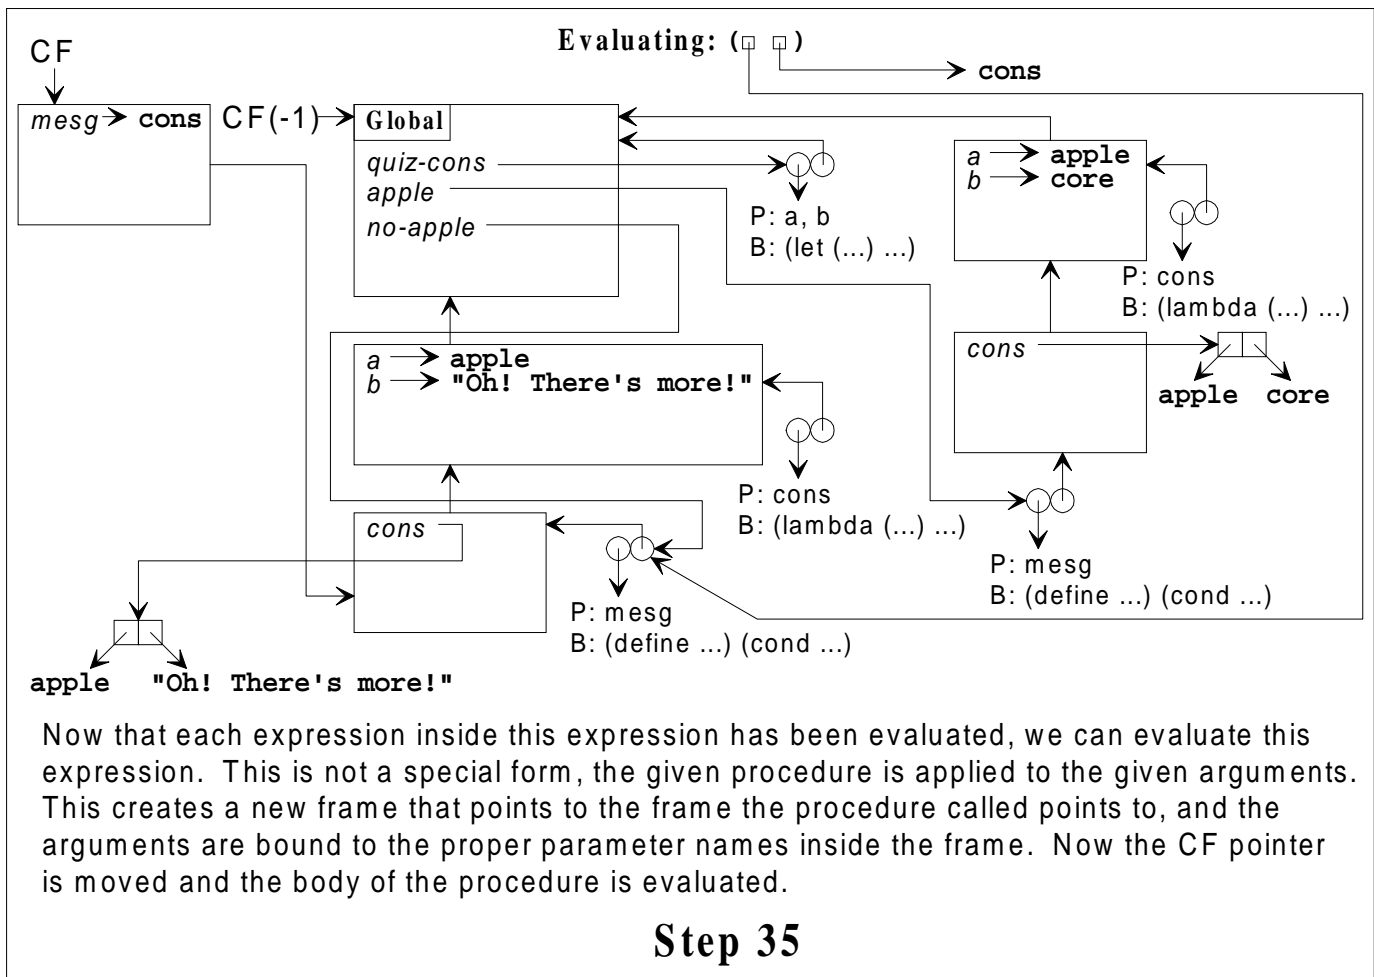 Evaluating: ( )
cons
CF
mesg cons
CF(-1)
Global
quiz-cons
apple
no-apple
P: a, b
B: (let (...) ...)
a apple
b core
P: cons
B: (lambda (...) ...)
a apple
b "Oh! There's more!"
P: cons
B: (lambda (...) ...)
cons
apple core
P: mesg
B: (define ...) (cond ...)
cons
P: mesg
B: (define ...) (cond ...)
apple "Oh! There's more!"
Now that each expression inside this expression has been evaluated, we can evaluate this
expression. This is not a special form, the given procedure is applied to the given arguments.
This creates a new frame that points to the frame the procedure called points to, and the
arguments are bound to the proper parameter names inside the frame. Now the CF pointer
is moved and the body of the procedure is evaluated.
Step 35